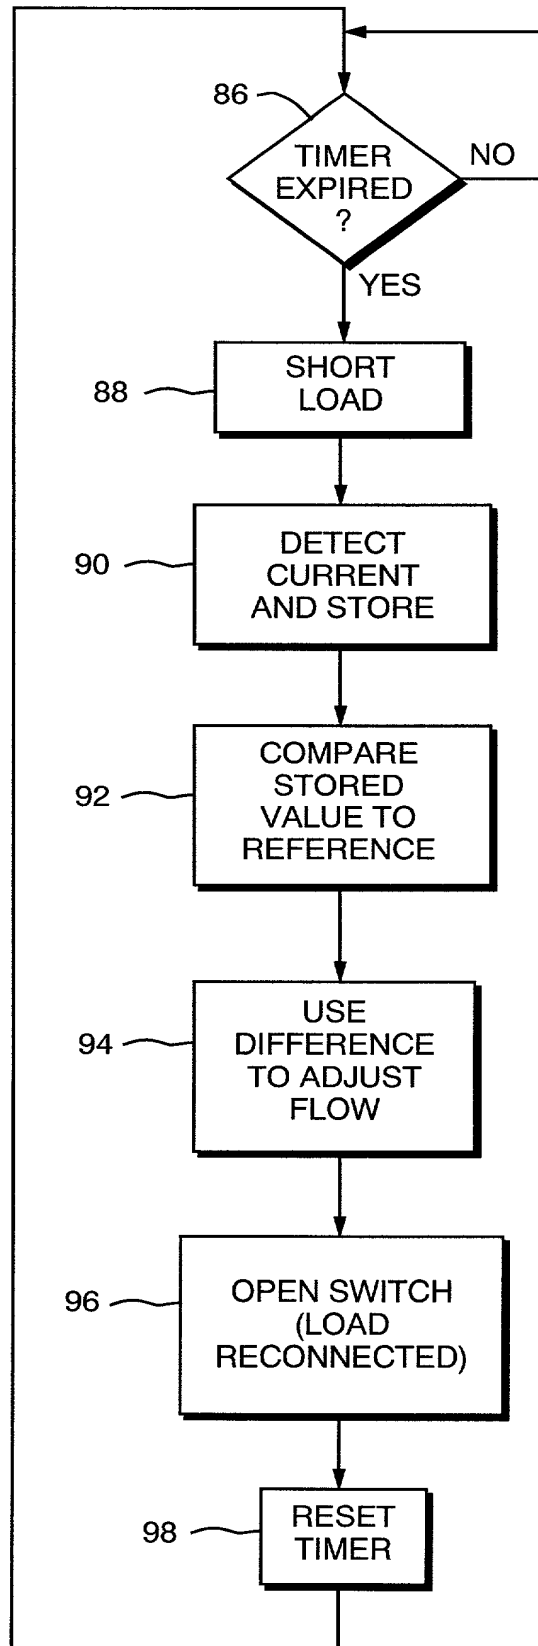 86
TIMER
EXPIRED
?
NO
YES
88
SHORT
LOAD
90
DETECT
CURRENT
AND STORE
92
COMPARE
STORED
VALUE TO
REFERENCE
94
USE
DIFFERENCE
TO ADJUST
FLOW
96
OPEN SWITCH
(LOAD
RECONNECTED)
98
RESET
TIMER